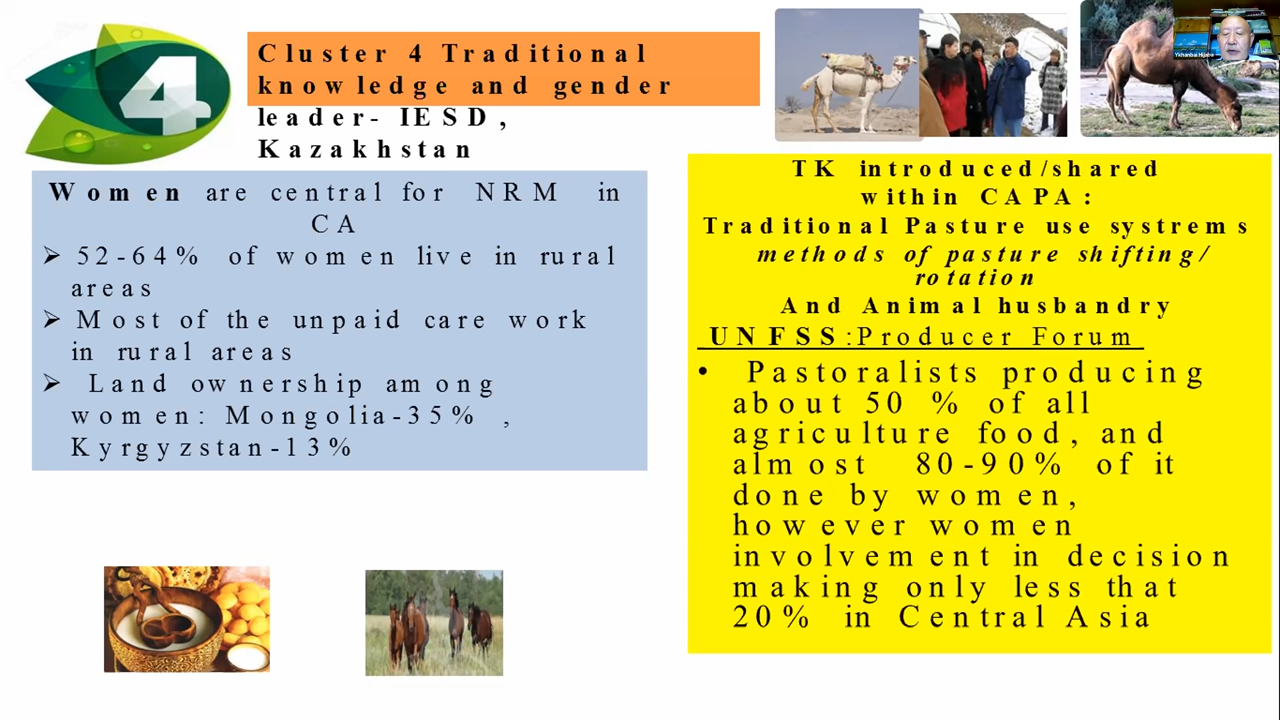 4
Cluster 4 Traditional
knowledge and gender
leader- IESD,
Kazakhstan
Women are central for NRM in
CA
➢ 52-64% of women live in rural
areas
➢ Most of the unpaid care work
in rural areas
➢ Land ownership among
women: Mongolia-35% ,
Kyrgyzstan-13%
TK introduced/shared
within CAPA:
Traditional Pasture use systrems
methods of pasture shifting/
rotation
And Animal husbandry
UNFSS:Producer Forum
• Pastoralists producing
about 50 % of all
agriculture food, and
almost 80-90% of it
done by women,
however women
involvement in decision
making only less that
20% in Central Asia